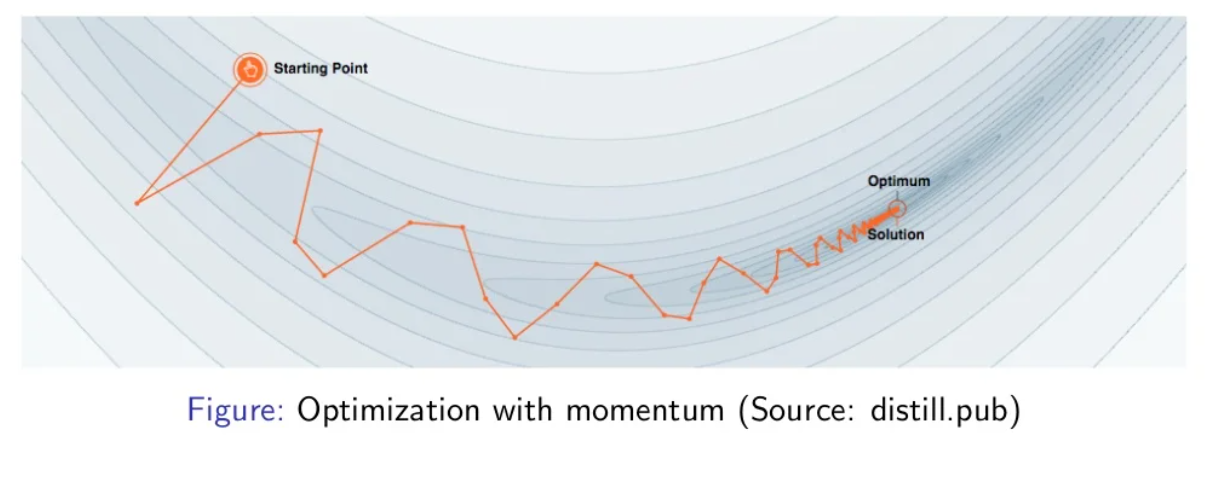 Starting Point
Optimum
Solution
Figure: Optimization with momentum (Source: distill.pub)